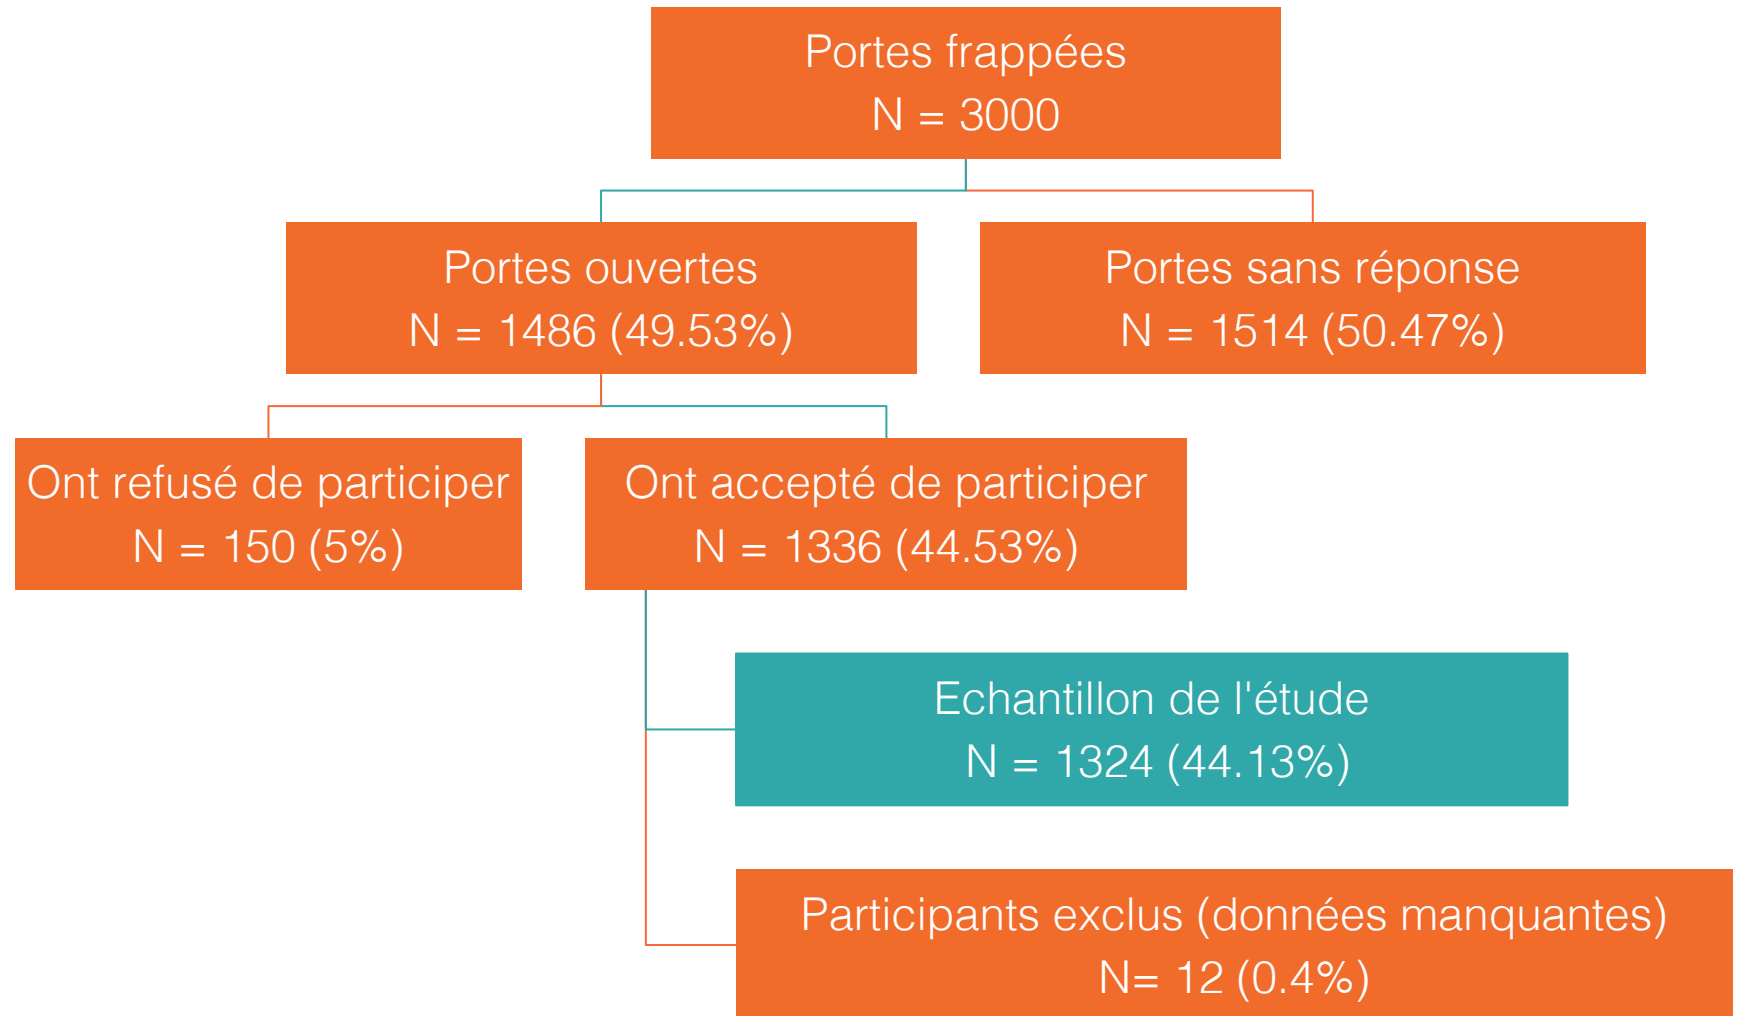 Portes frappées
N = 3000
Portes ouvertes
N = 1486 (49.53%)
Portes sans réponse
N = 1514 (50.47%)
Ont refusé de participer
N = 150 (5%)
Ont accepté de participer
N = 1336 (44.53%)
Echantillon de l'étude
N = 1324 (44.13%)
Participants exclus (données manquantes)
N= 12 (0.4%)